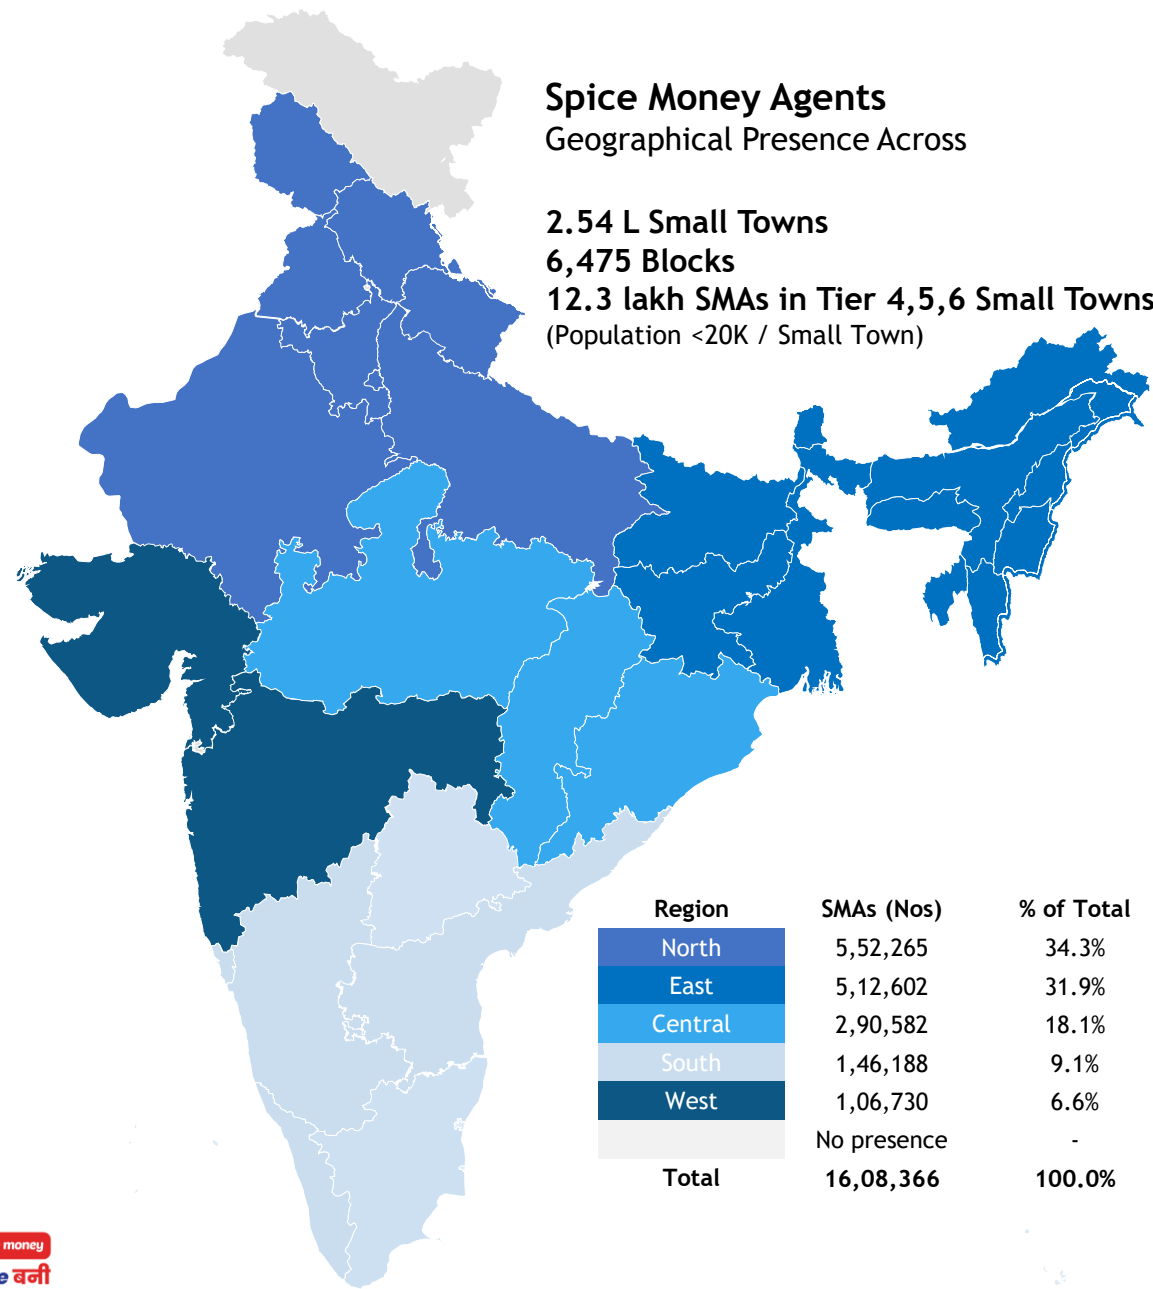 Spice Money Agents
Geographical Presence Across
2.54 L Small Towns
6,475 Blocks
12.3 lakh SMAs in Tier 4,5,6 Small Towns
(Population <20K / Small Town)
Region SMAs (Nos) % of Total
North 5,52,265 34.3%
East 5,12,602 31.9%
Central 2,90,582 18.1%
South 1,46,188 9.1%
West 1,06,730 6.6%
No presence -
Total 16,08,366 100.0%
money
e बनी